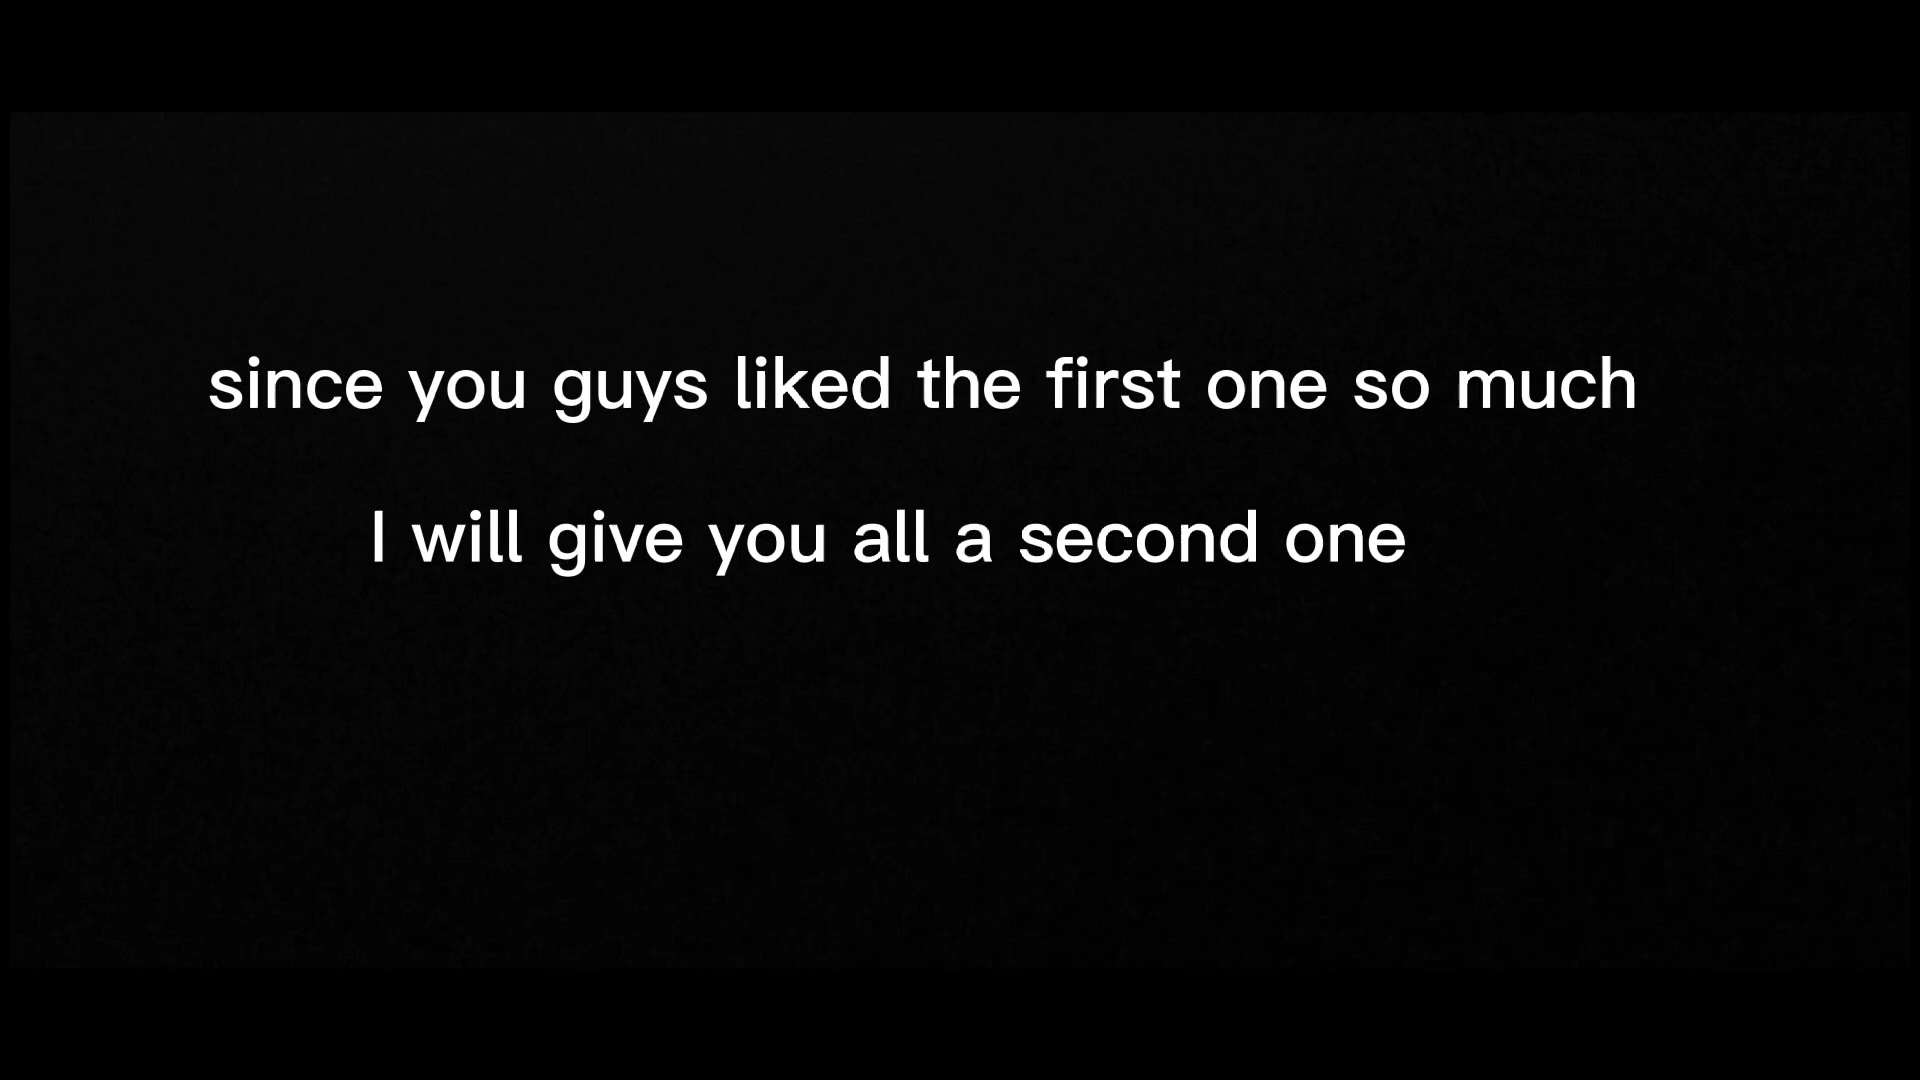 since you guys liked the first one so much
I will give you all a second one